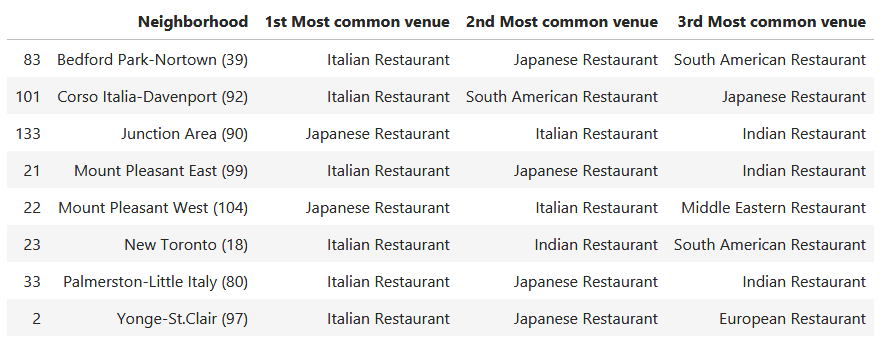 Neighborhood 1st Most common venue 2nd Most common venue 3rd Most common venue
83 Bedford Park-Nortown (39) Italian Restaurant Japanese Restaurant South American Restaurant
101 Corso Italia-Davenport (92) Italian Restaurant South American Restaurant Japanese Restaurant
133 Junction Area (90) Japanese Restaurant Italian Restaurant Indian Restaurant
21 Mount Pleasant East (99) Italian Restaurant Japanese Restaurant Indian Restaurant
22 Mount Pleasant West (104) Japanese Restaurant Italian Restaurant Middle Eastern Restaurant
23 New Toronto (18) Italian Restaurant Indian Restaurant South American Restaurant
33 Palmerston-Little Italy (80) Italian Restaurant Japanese Restaurant Indian Restaurant
2 Yonge-St.Clair (97) Italian Restaurant Japanese Restaurant European Restaurant